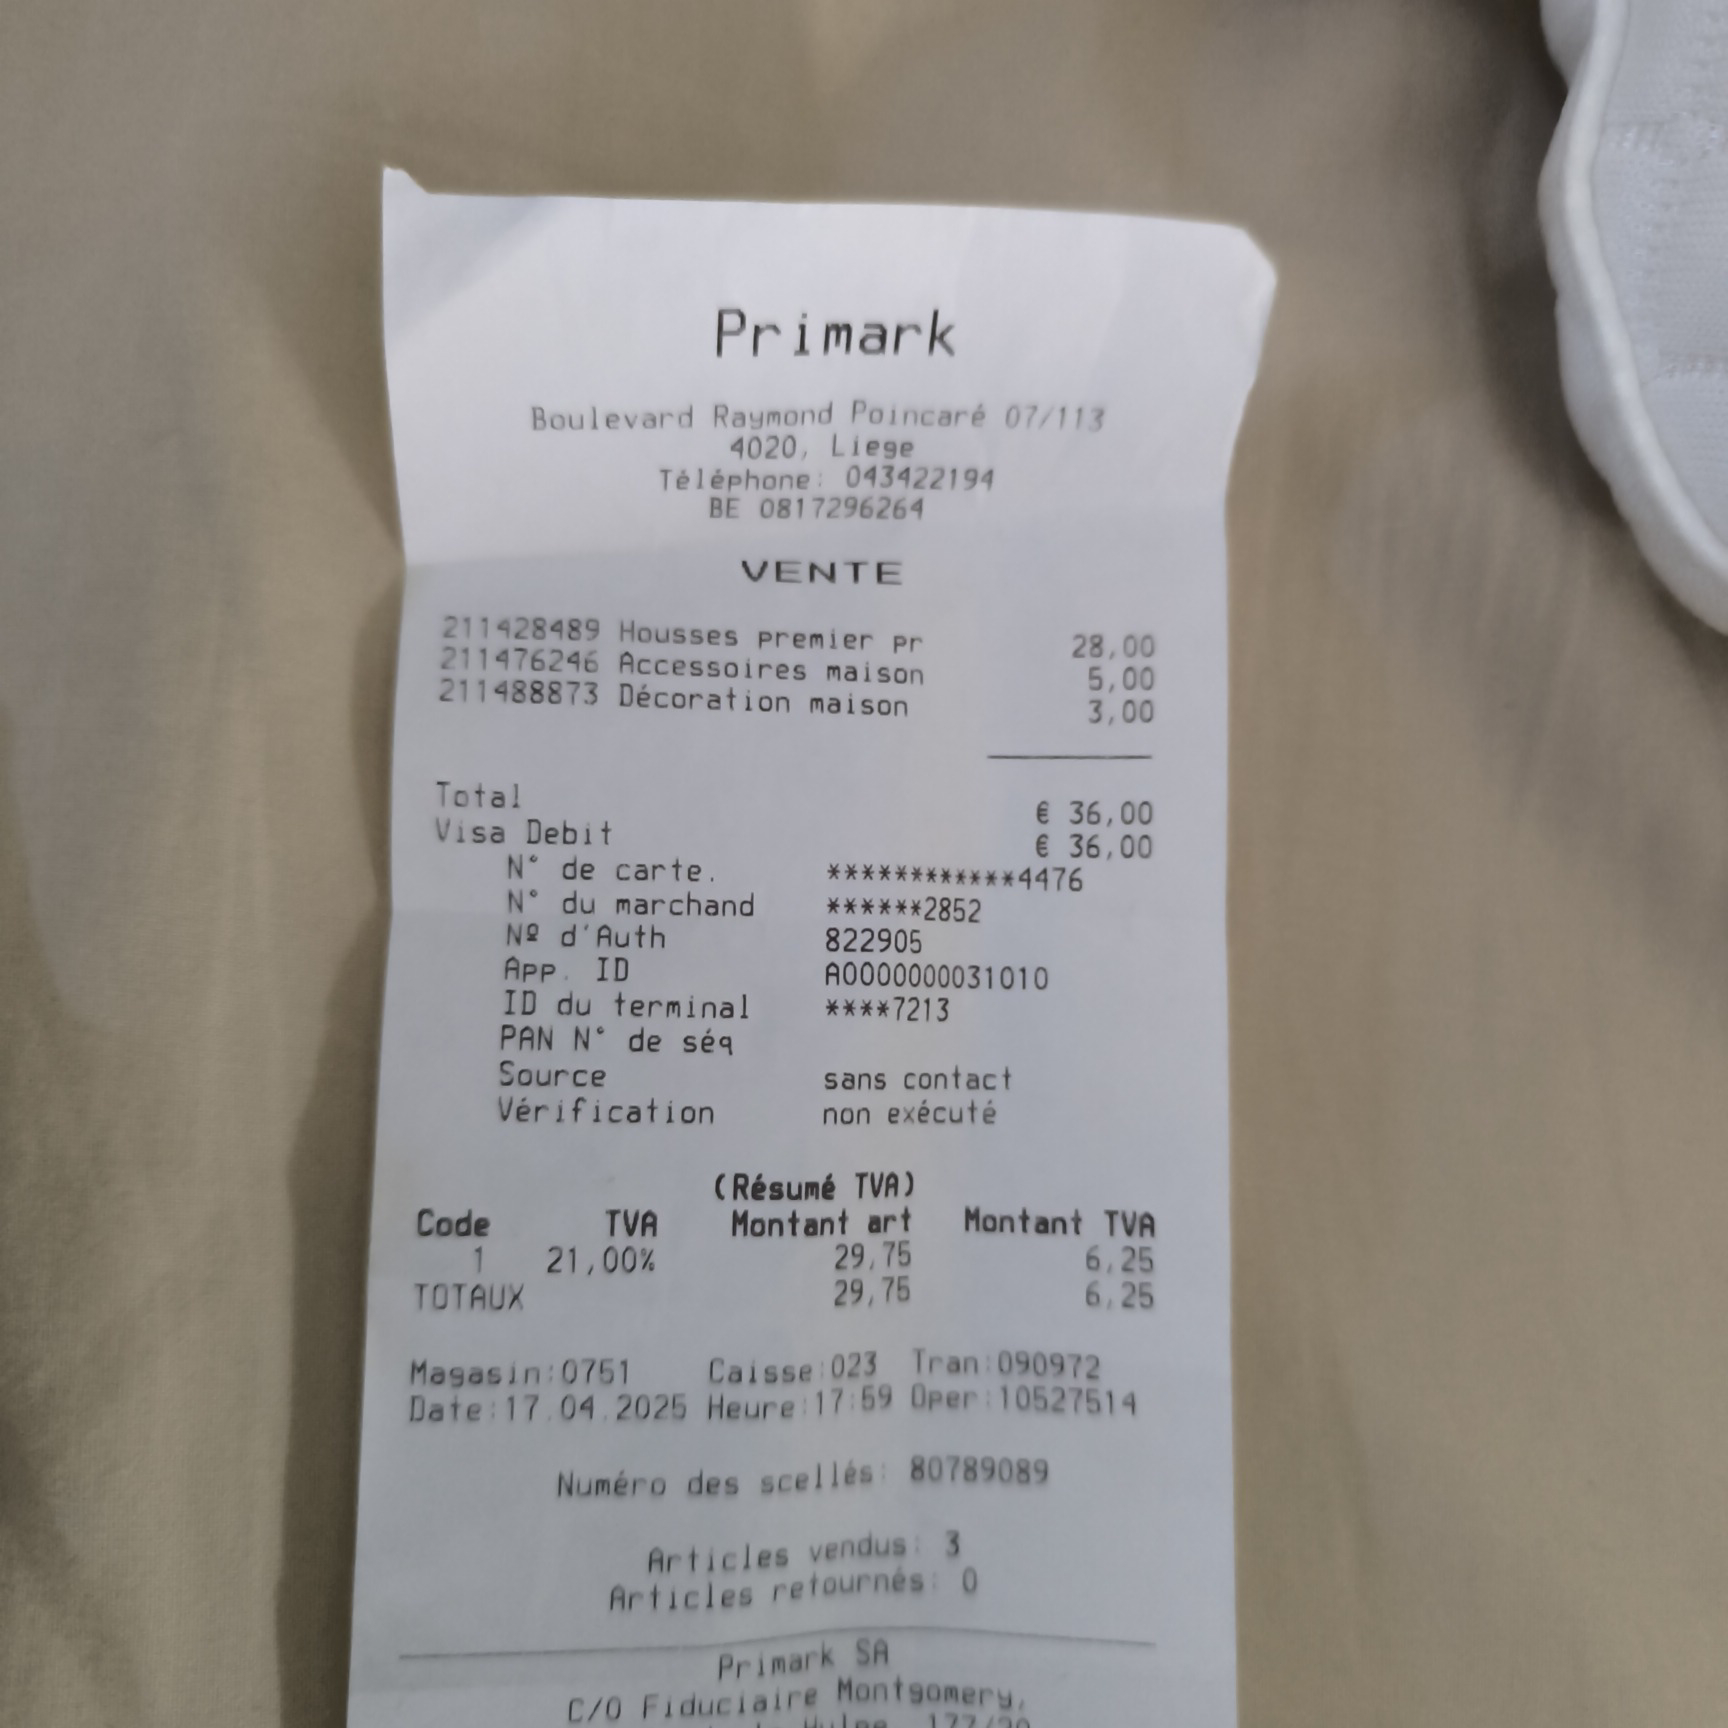 Primark
Boulevard Raymond Poincaré 07/113
4020, Liege
Téléphone: 043422194
BE 0817296264
VENTE
211428489 Housses premier pr 28,00
211476246 Accessoires maison 5,00
211488873 Décoration maison 3,00
Total € 36,00
Visa Debit € 36,00
N° de carte. ************4476
N° du marchand ******2852
Nº d'Auth 822905
App. ID A0000000031010
ID du terminal ****7213
PAN N° de séq
Source sans contact
Vérification non exécuté
(Résumé TVA)
Code TVA Montant art Montant TVA
1 21,00% 29,75 6,25
TOTAUX 29,75 6,25
Magasin:0751 Caisse:023 Tran:090972
Date:17.04.2025 Heure:17:59 Oper:10527514
Numéro des scellés: 80789089
Articles vendus: 3
Articles retournés: 0
Primark SA
C/O Fiduciaire Montgomery,